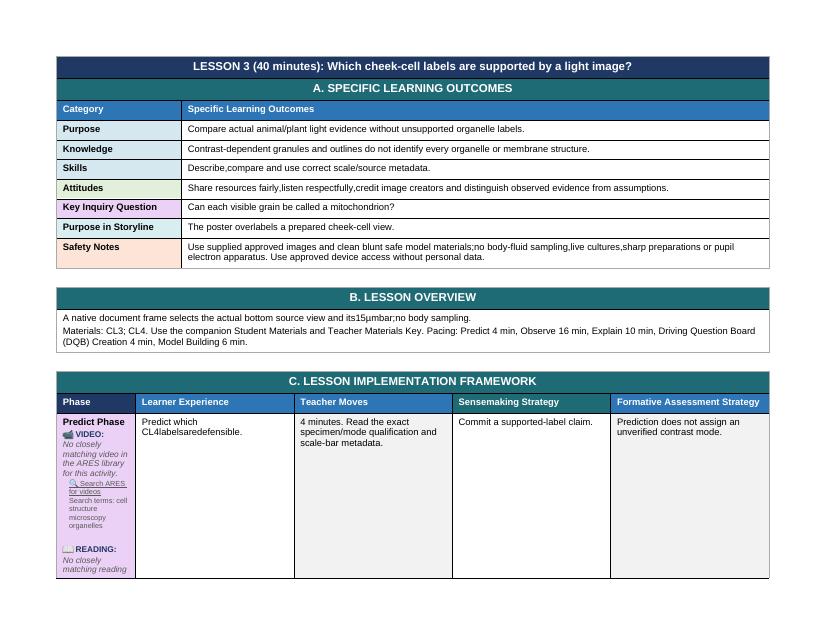 LESSON 3 (40 minutes): Which cheek-cell labels are supported by a light image?
A. SPECIFIC LEARNING OUTCOMES
Category Specific Learning Outcomes
Purpose Compare actual animal/plant light evidence without unsupported organelle labels.
Knowledge Contrast-dependent granules and outlines do not identify every organelle or membrane structure.
Skills Describe,compare and use correct scale/source metadata.
Attitudes Share resources fairly,listen respectfully,credit image creators and distinguish observed evidence from assumptions.
Key Inquiry Question Can each visible grain be called a mitochondrion?
Purpose in Storyline The poster overlabels a prepared cheek-cell view.
Safety Notes Use supplied approved images and clean blunt safe model materials;no body-fluid sampling,live cultures,sharp preparations or pupil
electron apparatus. Use approved device access without personal data.
B. LESSON OVERVIEW
A native document frame selects the actual bottom source view and its15µmbar;no body sampling.
Materials: CL3; CL4. Use the companion Student Materials and Teacher Materials Key. Pacing: Predict 4 min, Observe 16 min, Explain 10 min, Driving Question Board
(DQB) Creation 4 min, Model Building 6 min.
C. LESSON IMPLEMENTATION FRAMEWORK
Phase Learner Experience Teacher Moves Sensemaking Strategy Formative Assessment Strategy
Predict Phase
📹 VIDEO:
No closely
matching video in
the ARES library
for this activity.
🔍 Search ARES
for videos
Search terms: cell
structure
microscopy
organelles
📖 READING:
No closely
matching reading
Predict which
CL4labelsaredefensible.
4 minutes. Read the exact
specimen/mode qualification and
scale-bar metadata.
Commit a supported-label claim.
Prediction does not assign an
unverified contrast mode.